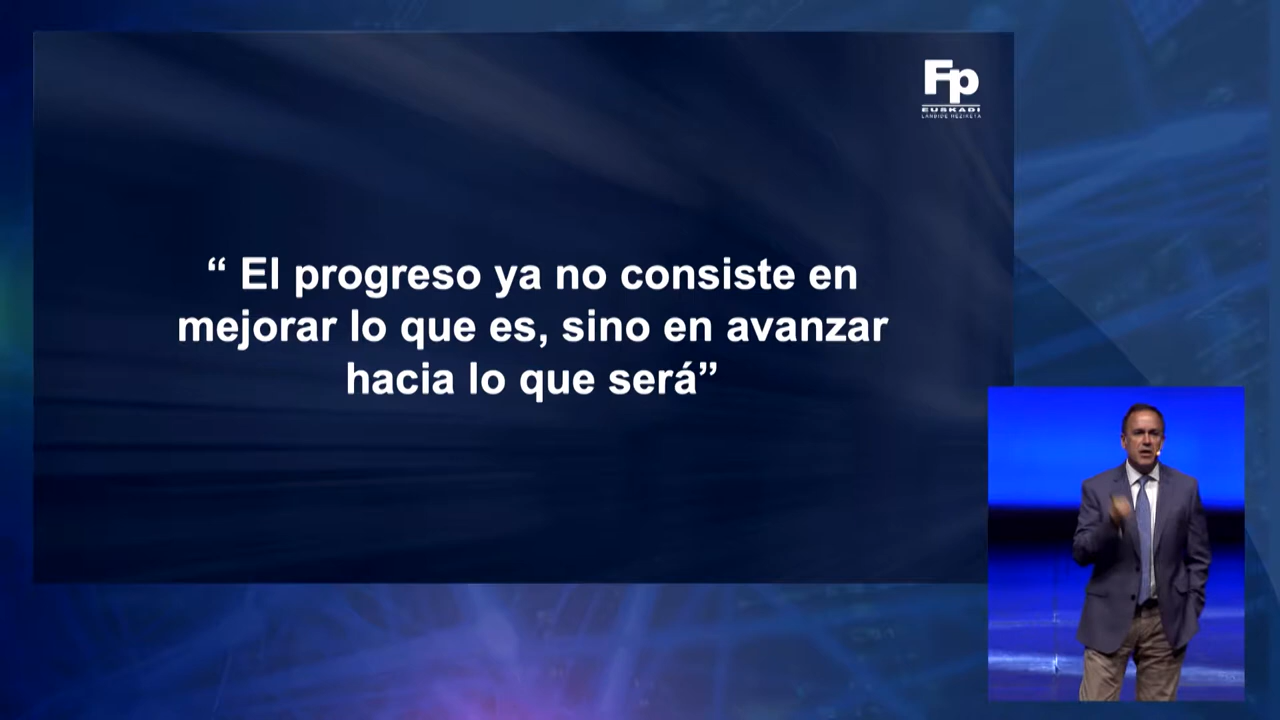 Fp
EUSKADI
LANBIDE HEZIKETA
“ El progreso ya no consiste en
mejorar lo que es, sino en avanzar
hacia lo que será”